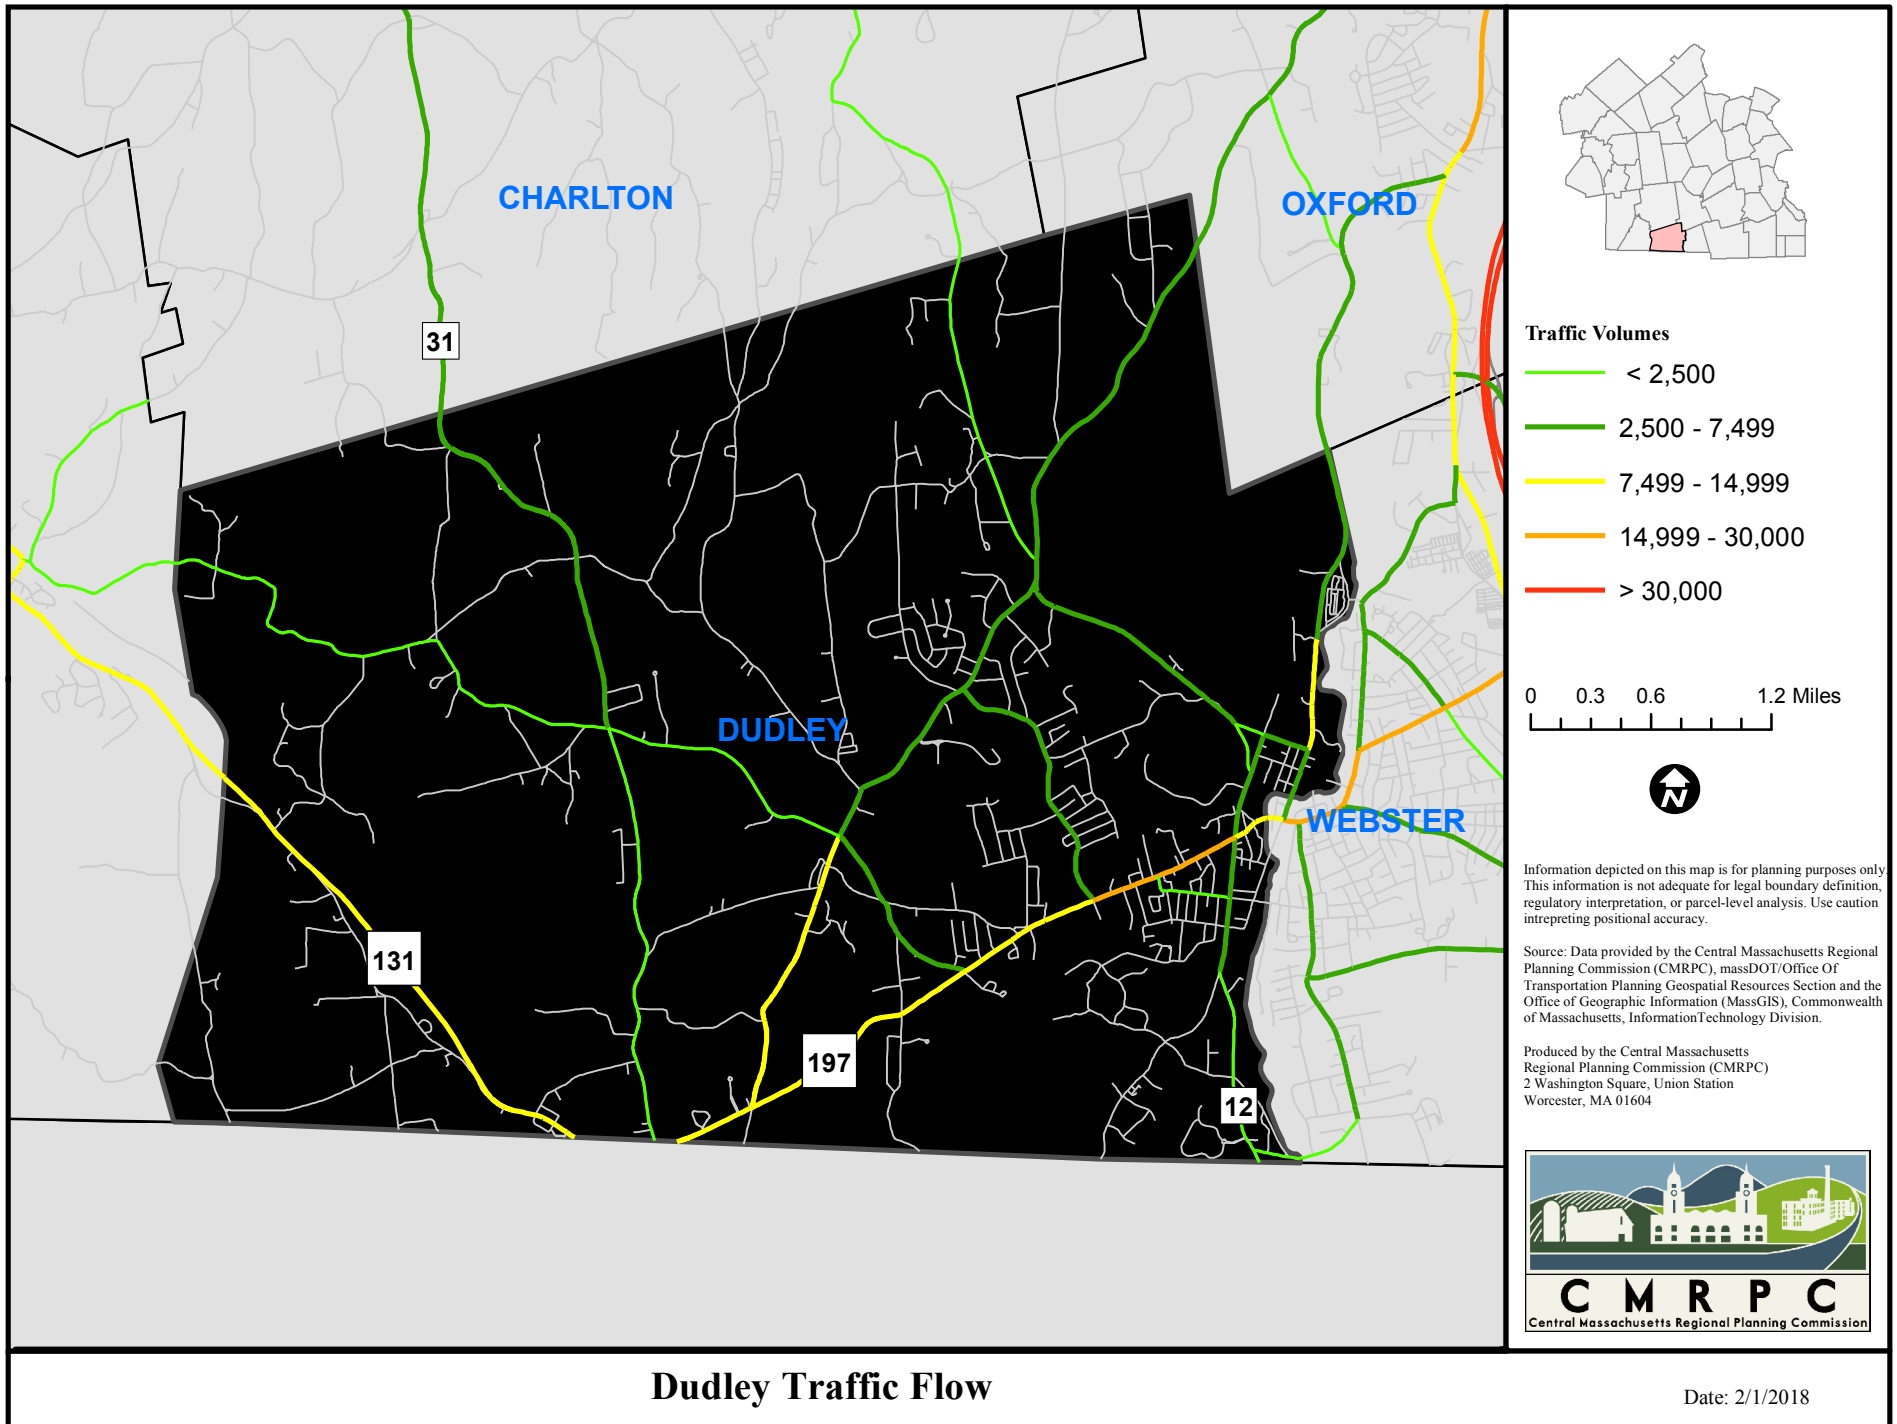 CHARLTON
OXFORD
31
DUDLEY
WEBSTER
131
197
12
Traffic Volumes
< 2,500
2,500 - 7,499
7,499 - 14,999
14,999 - 30,000
> 30,000
0 0.3 0.6 1.2 Miles
N
Information depicted on this map is for planning purposes only.
This information is not adequate for legal boundary definition,
regulatory interpretation, or parcel-level analysis. Use caution
intrepreting positional accuracy.
Source: Data provided by the Central Massachusetts Regional
Planning Commission (CMRPC), massDOT/Office Of
Transportation Planning Geospatial Resources Section and the
Office of Geographic Information (MassGIS), Commonwealth
of Massachusetts, InformationTechnology Division.
Produced by the Central Massachusetts
Regional Planning Commission (CMRPC)
2 Washington Square, Union Station
Worcester, MA 01604
C M R P C
Central Massachusetts Regional Planning Commission
Dudley Traffic Flow
Date: 2/1/2018